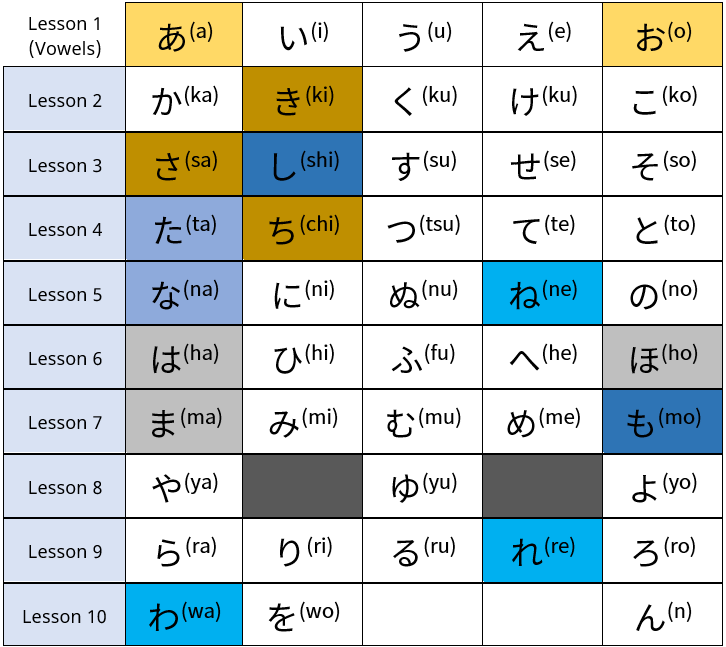 Lesson 1 あ(a) い(i) う(u) え(e) お(o)
(Vowels)
Lesson 2 か(ka) き(ki) く(ku) け(ku) こ(ko)
Lesson 3 さ(sa) し(shi) す(su) せ(se) そ(so)
Lesson 4 た(ta) ち(chi) つ(tsu) て(te) と(to)
Lesson 5 な(na) に(ni) ぬ(nu) ね(ne) の(no)
Lesson 6 は(ha) ひ(hi) ふ(fu) へ(he) ほ(ho)
Lesson 7 ま(ma) み(mi) む(mu) め(me) も(mo)
Lesson 8 や(ya) ゆ(yu) よ(yo)
Lesson 9 ら(ra) り(ri) る(ru) れ(re) ろ(ro)
Lesson 10 わ(wa) を(wo) ん(n)